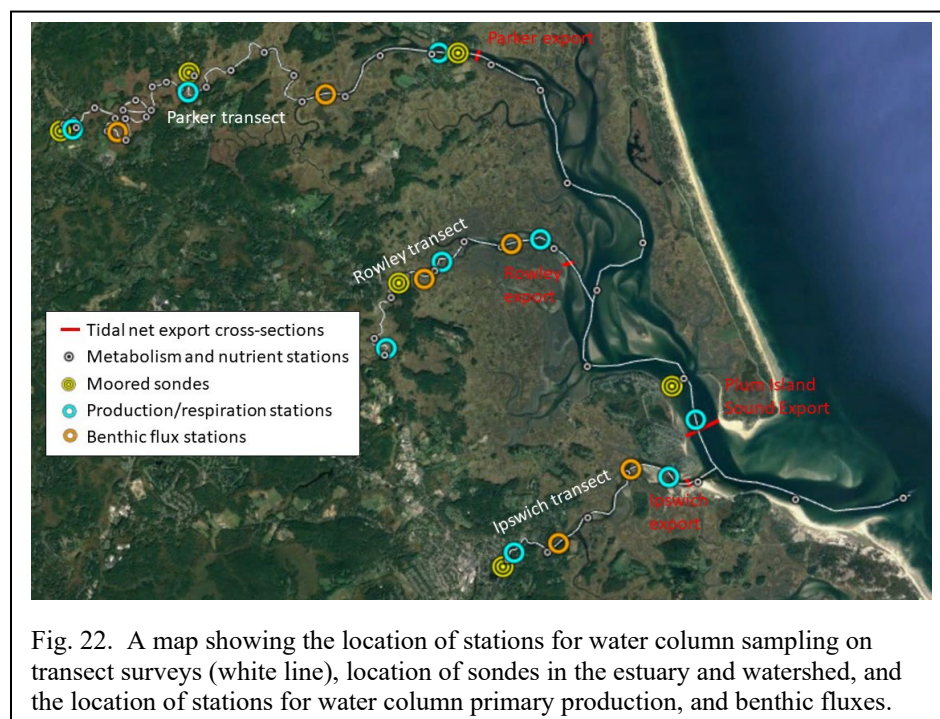 Parker export
Parker transect
Rowley transect
Rowley
export
Tidal net export cross-sections
Metabolism and nutrient stations
Moored sondes
Production/respiration stations
Benthic flux stations
Plum Island
Sound Export
Ipswich transect
Ipswich
export
Fig. 22.  A map showing the location of stations for water column sampling on
transect surveys (white line), location of sondes in the estuary and watershed, and
the location of stations for water column primary production, and benthic fluxes.